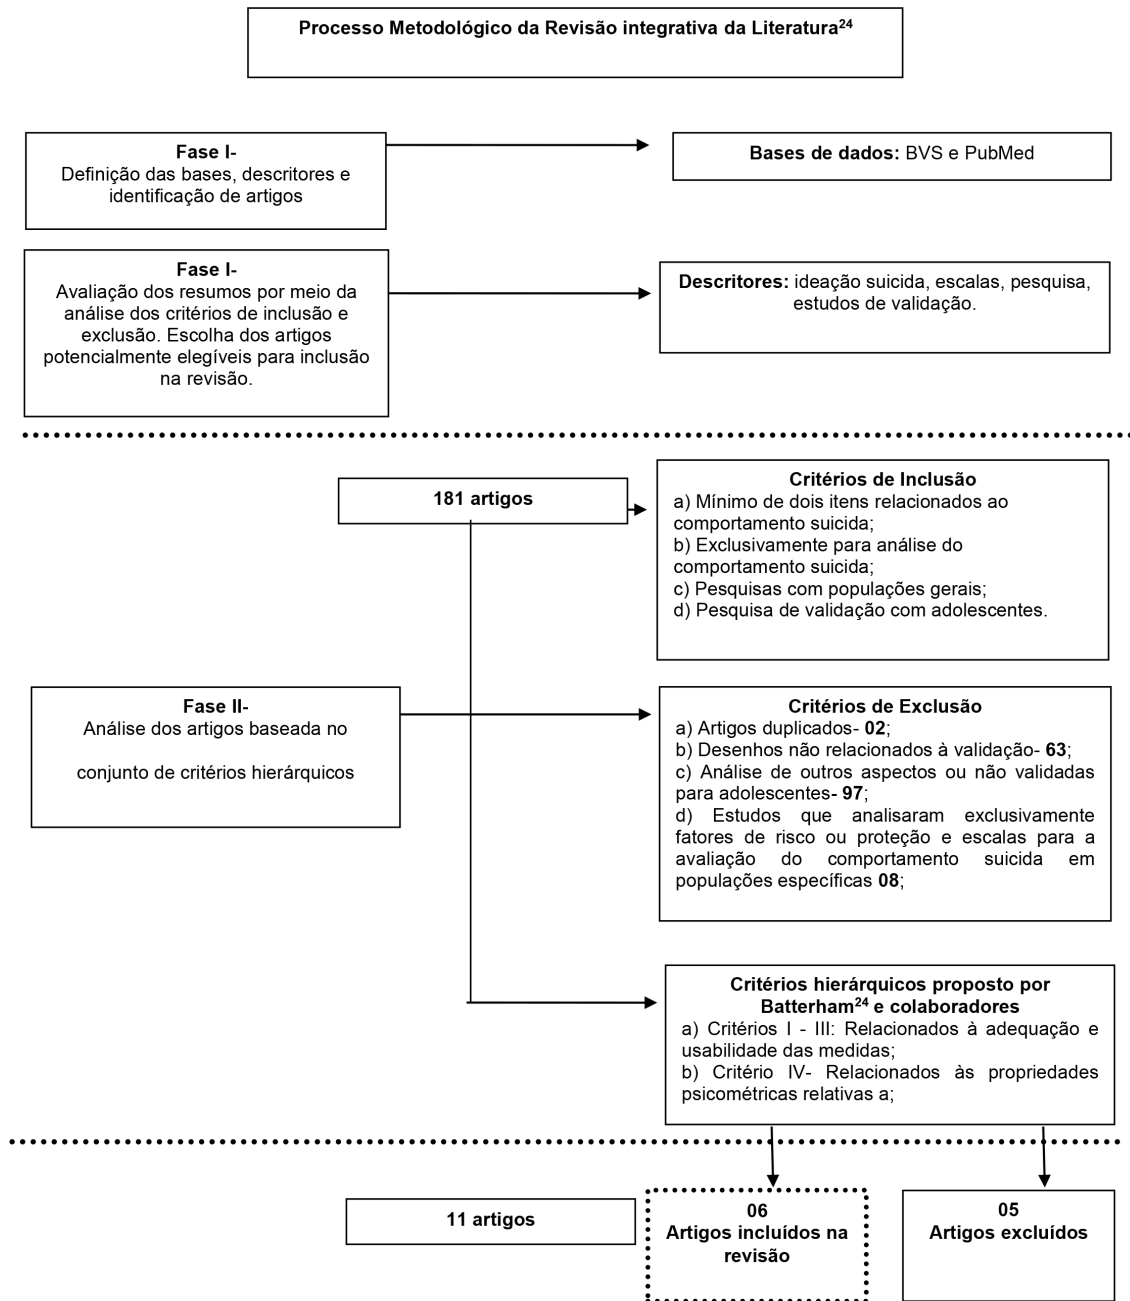 Processo Metodológico da Revisão integrativa da Literatura²⁴
Fase I-
Definição das bases, descritores e
identificação de artigos
Bases de dados: BVS e PubMed
Fase I-
Avaliação dos resumos por meio da
análise dos critérios de inclusão e
exclusão. Escolha dos artigos
potencialmente elegíveis para inclusão
na revisão.
Descritores: ideação suicida, escalas, pesquisa,
estudos de validação.
181 artigos
Critérios de Inclusão
a) Mínimo de dois itens relacionados ao
comportamento suicida;
b) Exclusivamente para análise do
comportamento suicida;
c) Pesquisas com populações gerais;
d) Pesquisa de validação com adolescentes.
Fase II-
Análise dos artigos baseada no
conjunto de critérios hierárquicos
Critérios de Exclusão
a) Artigos duplicados- 02;
b) Desenhos não relacionados à validação- 63;
c) Análise de outros aspectos ou não validadas
para adolescentes- 97;
d) Estudos que analisaram exclusivamente
fatores de risco ou proteção e escalas para a
avaliação do comportamento suicida em
populações específicas 08;
Critérios hierárquicos proposto por
Batterham²⁴ e colaboradores
a) Critérios I - III: Relacionados à adequação e
usabilidade das medidas;
b) Critério IV- Relacionados às propriedades
psicométricas relativas a;
11 artigos
06
Artigos incluídos na
revisão
05
Artigos excluídos